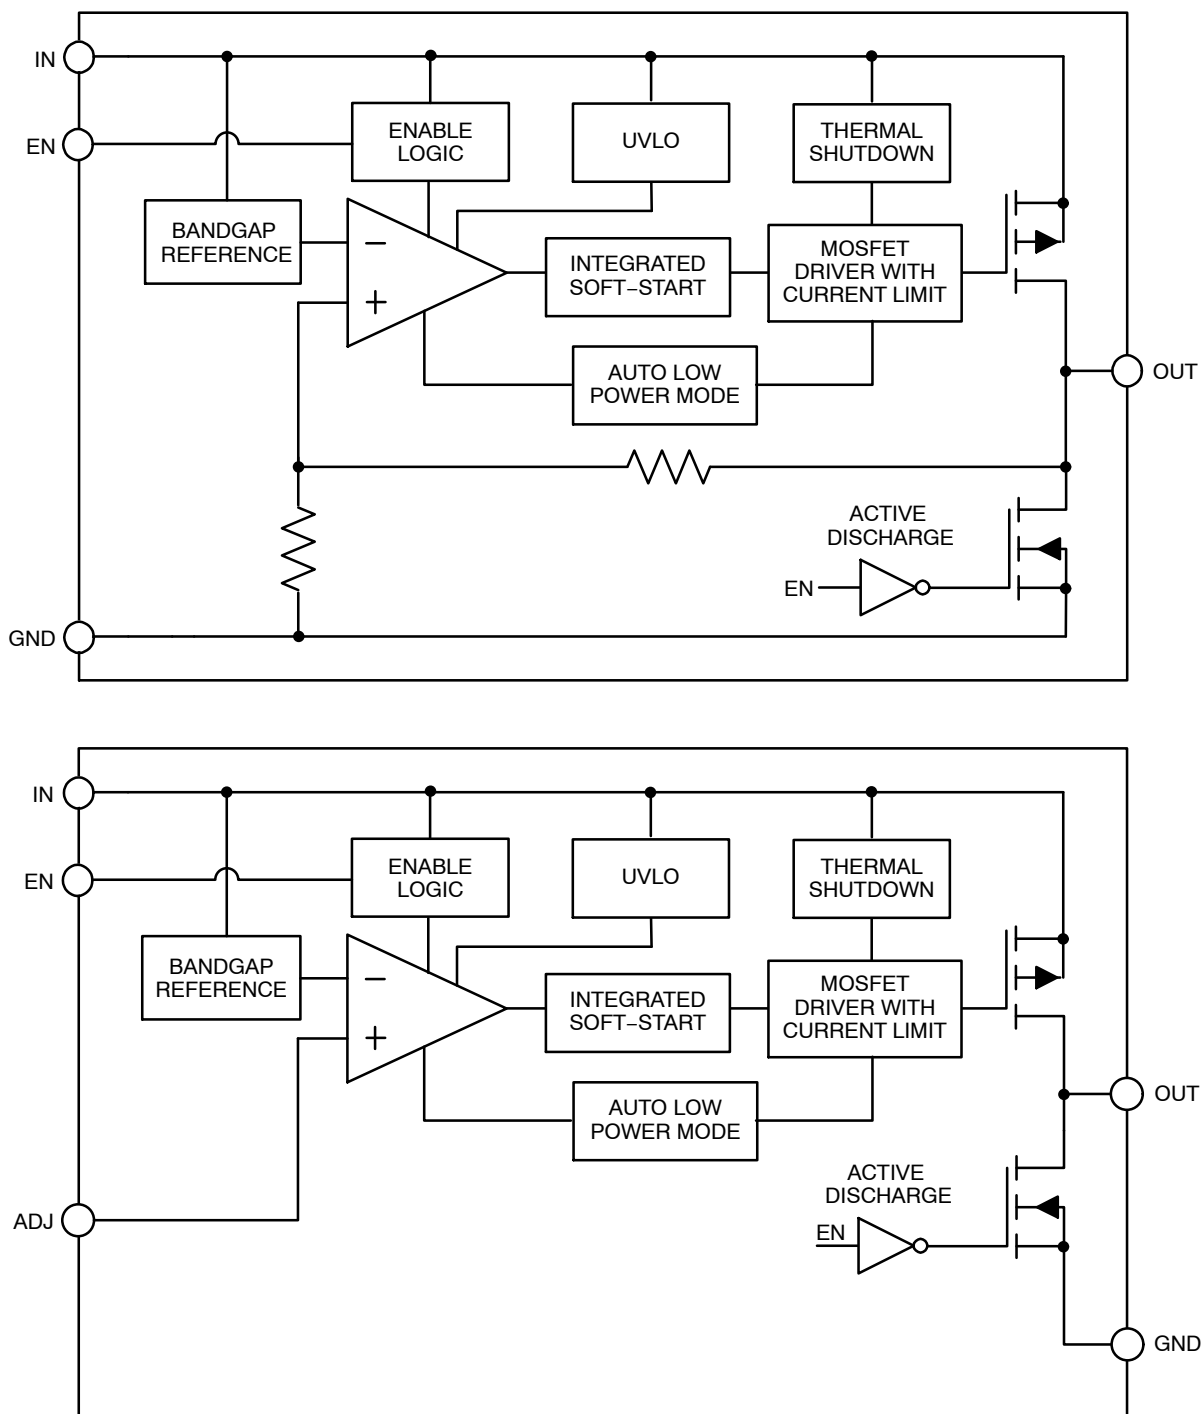 IN
EN
ENABLE
LOGIC
UVLO
THERMAL
SHUTDOWN
BANDGAP
REFERENCE
−
+
INTEGRATED
SOFT−START
MOSFET
DRIVER WITH
CURRENT LIMIT
AUTO LOW
POWER MODE
OUT
ACTIVE
DISCHARGE
EN
GND
IN
EN
ENABLE
LOGIC
UVLO
THERMAL
SHUTDOWN
BANDGAP
REFERENCE
−
+
INTEGRATED
SOFT−START
MOSFET
DRIVER WITH
CURRENT LIMIT
AUTO LOW
POWER MODE
OUT
ACTIVE
DISCHARGE
ADJ
EN
GND